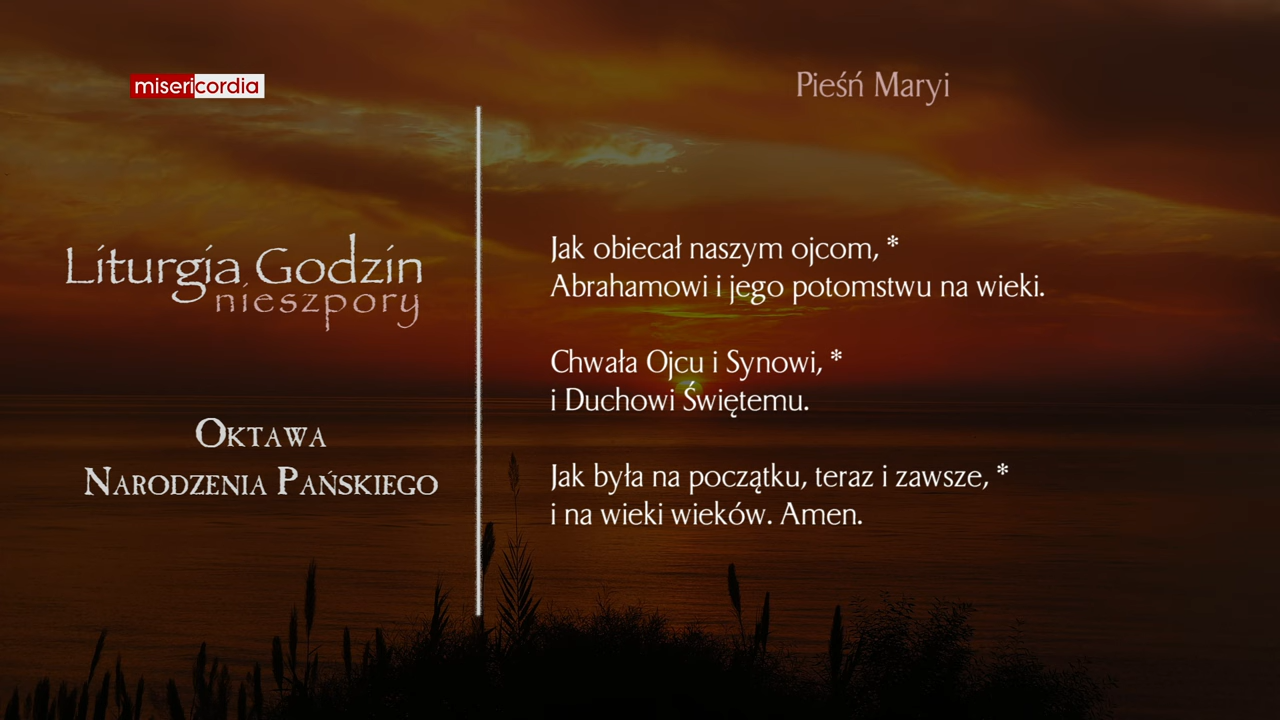 misericordia
Pieśń Maryi
Liturgia Godzin
nieszpory
Oktawa
Narodzenia Pańskiego
Jak obiecał naszym ojcom, *
Abrahamowi i jego potomstwu na wieki.
Chwała Ojcu i Synowi, *
i Duchowi Świętemu.
Jak była na początku, teraz i zawsze, *
i na wieki wieków. Amen.